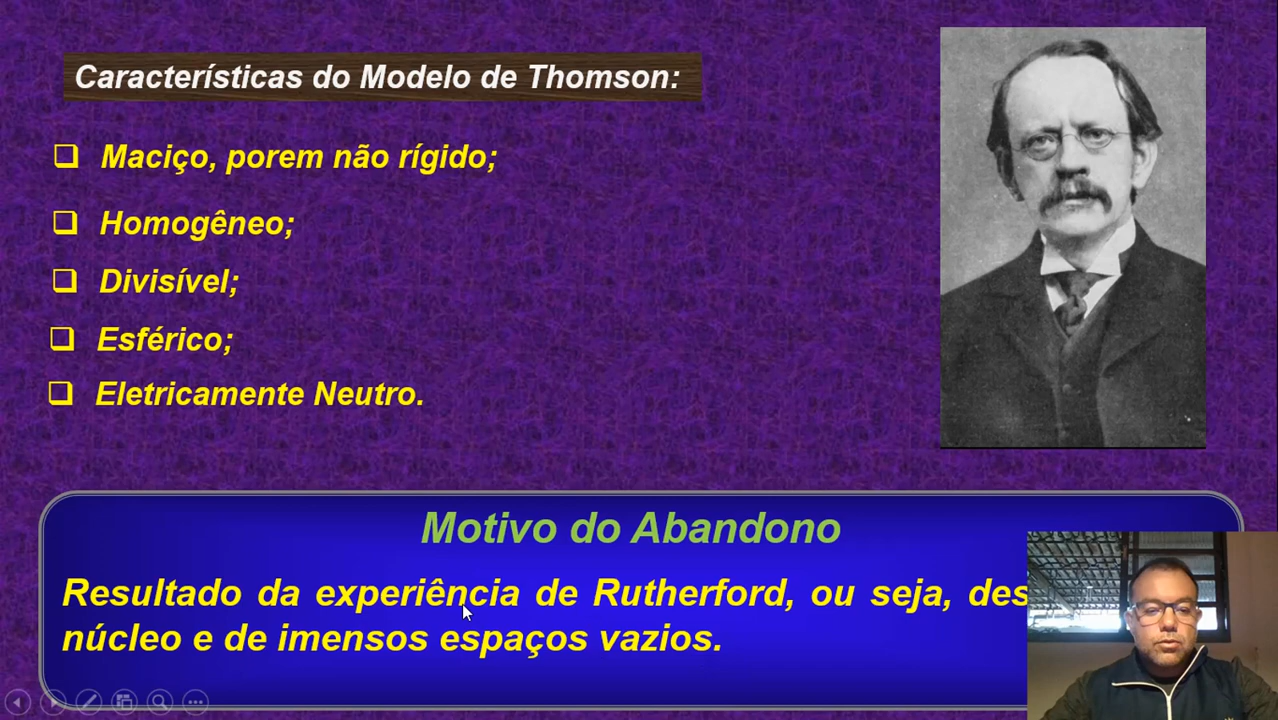 Características do Modelo de Thomson:
Maciço, porem não rígido;
Homogêneo;
Divisível;
Esférico;
Eletricamente Neutro.
Motivo do Abandono
Resultado da experiência de Rutherford, ou seja,
núcleo e de imensos espaços vazios.